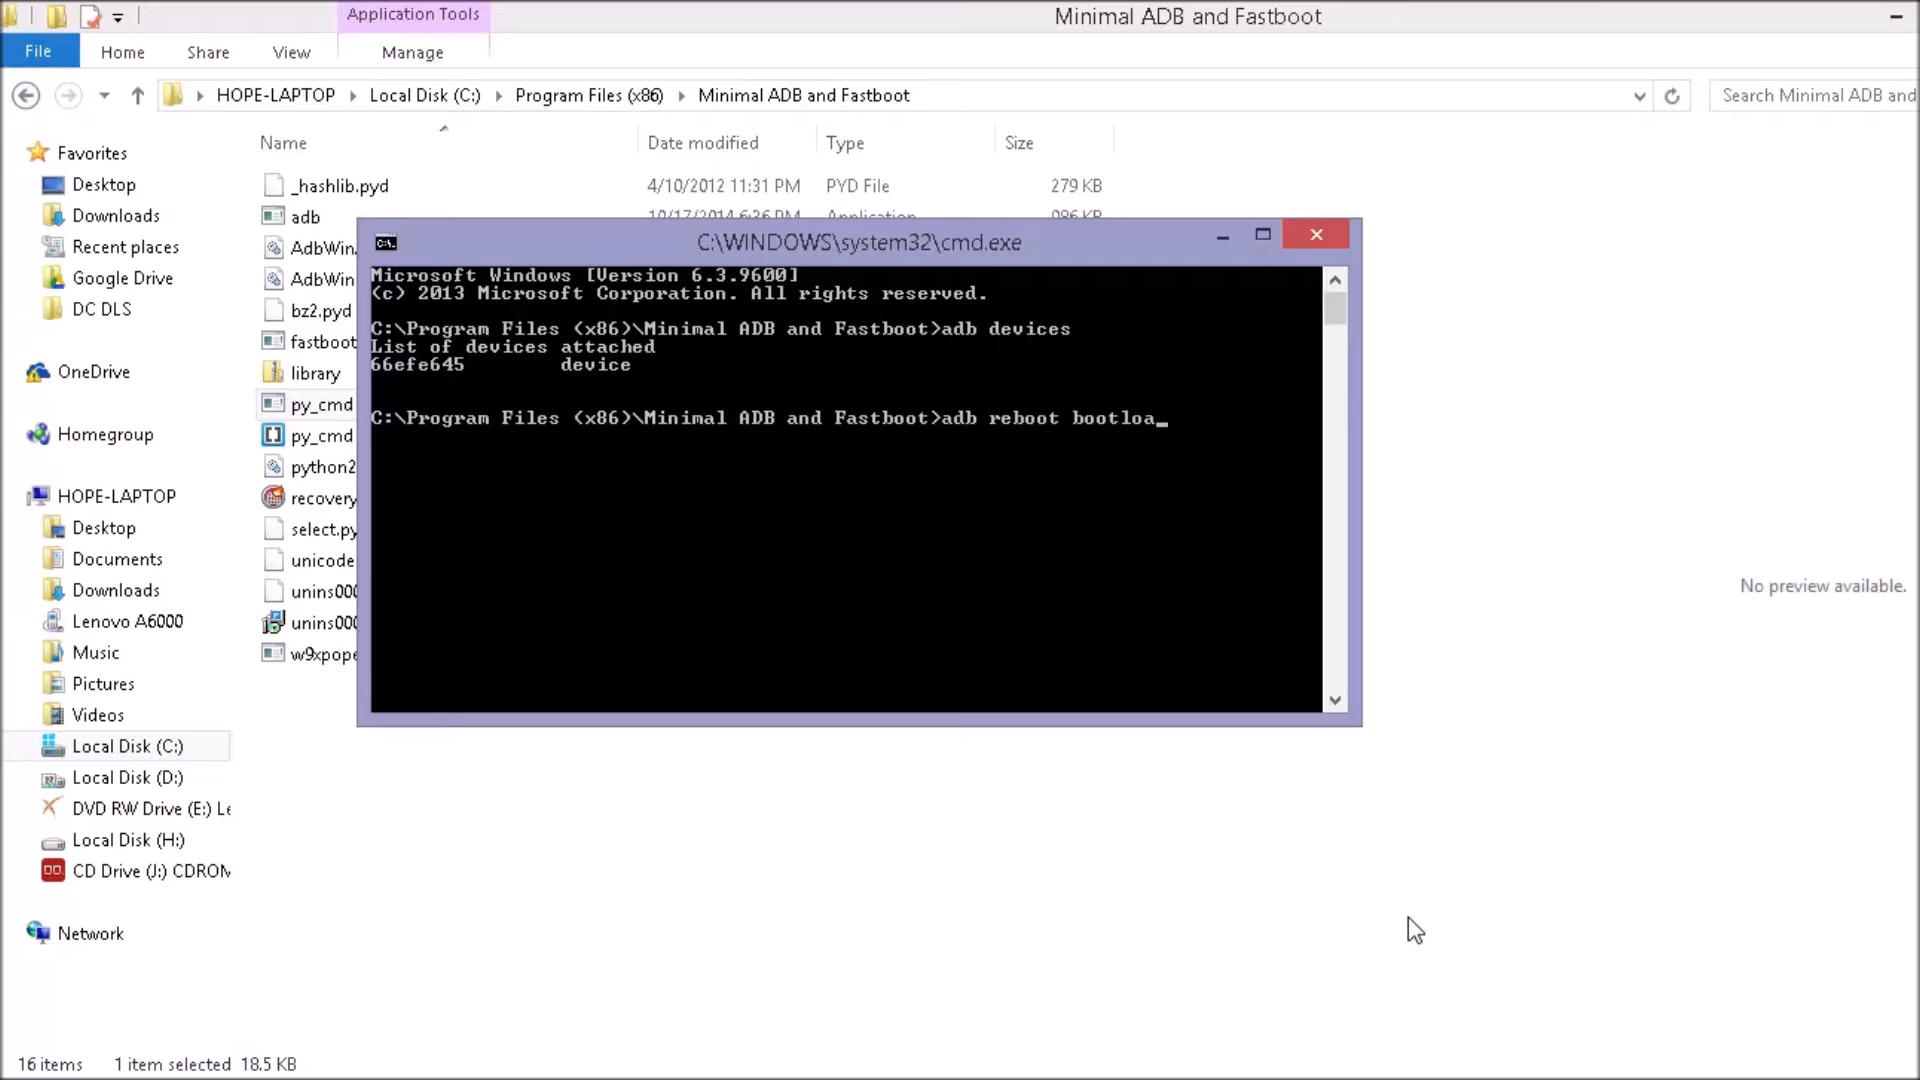 Application Tools
Minimal ADB and Fastboot
File
Home
Share
View
Manage
HOPE-LAPTOP
Local Disk (C:)
Program Files (x86)
Minimal ADB and Fastboot
Search Minimal ADB and
Name
Date modified
Type
Size
Favorites
Desktop
Downloads
Recent places
Google Drive
DC DLS
OneDrive
Homegroup
HOPE-LAPTOP
Desktop
Documents
Downloads
Lenovo A6000
Music
Pictures
Videos
Local Disk (C:)
Local Disk (D:)
DVD RW Drive (E:) Le
Local Disk (H:)
CD Drive (J:) CDROM
Network
_hashlib.pyd 4/10/2012 11:31 PM PYD File 279 KB
adb 10/17/2014 6:36 PM Application 986 KB
AdbWin
AdbWin
bz2.pyd
fastboot
library
py_cmd
py_cmd
python2
recovery
select.py
unicode
unins000
unins000
w9xpope
C:\WINDOWS\system32\cmd.exe
Microsoft Windows [Version 6.3.9600]
(c) 2013 Microsoft Corporation. All rights reserved.
C:\Program Files (x86)\Minimal ADB and Fastboot>adb devices
List of devices attached
66efe645 device
C:\Program Files (x86)\Minimal ADB and Fastboot>adb reboot bootloa_
No preview available.
16 items 1 item selected 18.5 KB